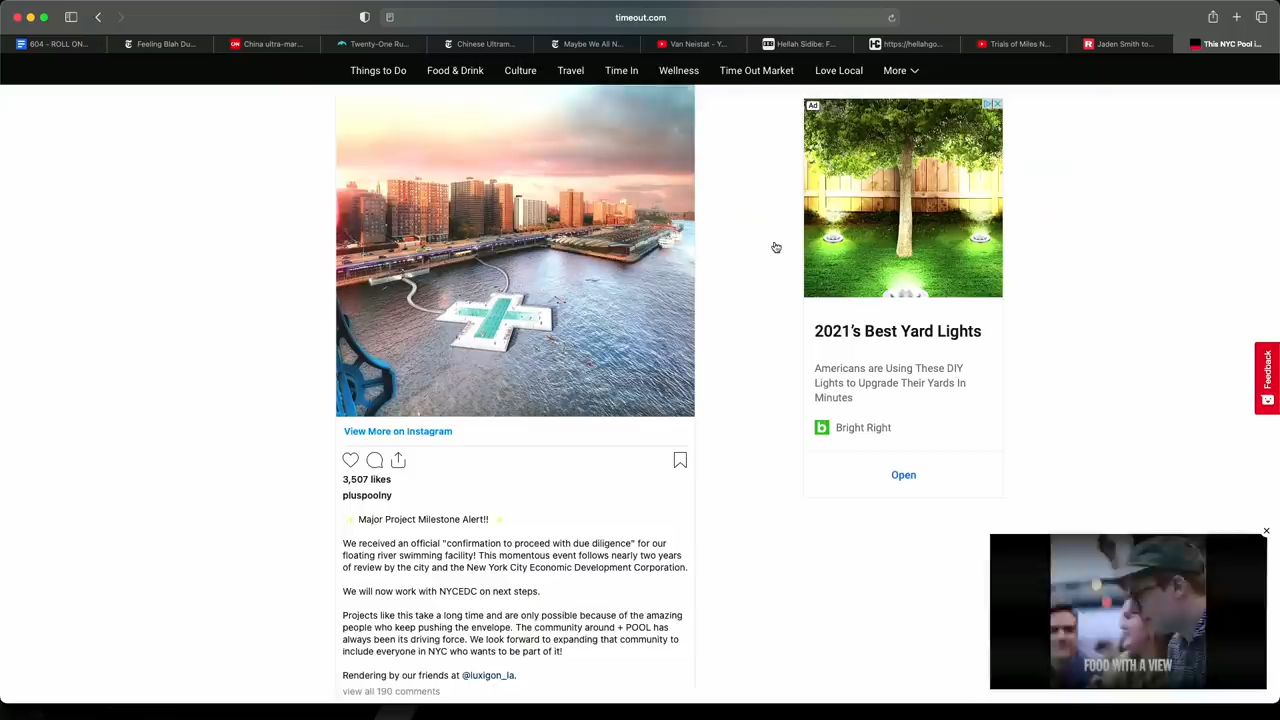 timeout.com
604 - ROLL ON...
Feeling Blah Du...
China ultra-mar...
Twenty-One Ru...
Chinese Ultram...
Maybe We All N...
Van Neistat - Y...
Hellah Sidibe: F...
https://hellahgo...
Trials of Miles N...
Jaden Smith to...
This NYC Pool i...
Things to Do
Food & Drink
Culture
Travel
Time In
Wellness
Time Out Market
Love Local
More
View More on Instagram
3,507 likes
pluspoolny
Major Project Milestone Alert!!
We received an official "confirmation to proceed with due diligence" for our
floating river swimming facility! This momentous event follows nearly two years
of review by the city and the New York City Economic Development Corporation.
We will now work with NYCEDC on next steps.
Projects like this take a long time and are only possible because of the amazing
people who keep pushing the envelope. The community around + POOL has
always been its driving force. We look forward to expanding that community to
include everyone in NYC who wants to be part of it!
Rendering by our friends at @luxigon_la.
view all 190 comments
Ad
2021's Best Yard Lights
Americans are Using These DIY
Lights to Upgrade Their Yards In
Minutes
b Bright Right
Open
Feedback
FOOD WITH A VIEW